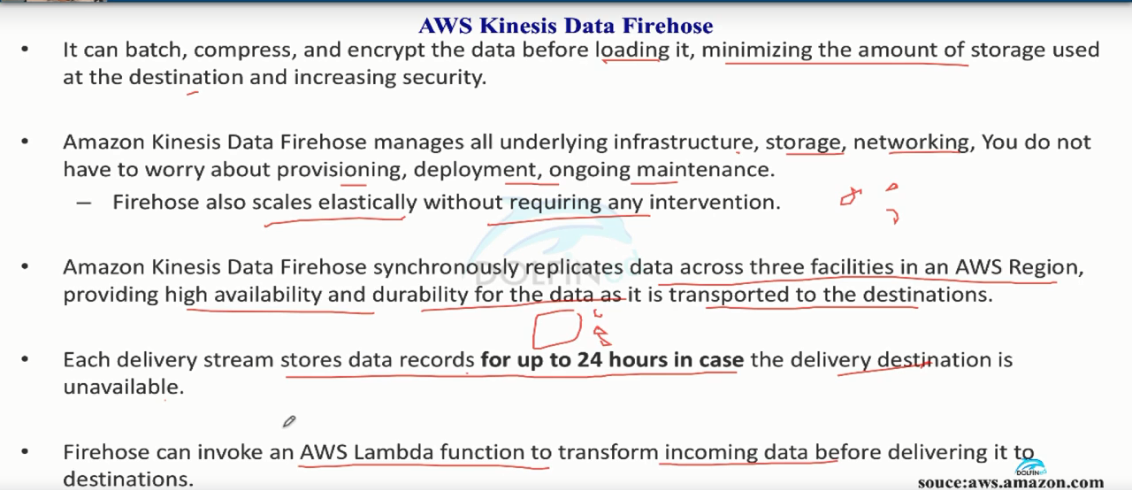 AWS Kinesis Data Firehose
• It can batch, compress, and encrypt the data before loading it, minimizing the amount of storage used
at the destination and increasing security.
• Amazon Kinesis Data Firehose manages all underlying infrastructure, storage, networking, You do not
have to worry about provisioning, deployment, ongoing maintenance.
– Firehose also scales elastically without requiring any intervention.
• Amazon Kinesis Data Firehose synchronously replicates data across three facilities in an AWS Region,
providing high availability and durability for the data as it is transported to the destinations.
• Each delivery stream stores data records for up to 24 hours in case the delivery destination is
unavailable.
• Firehose can invoke an AWS Lambda function to transform incoming data before delivering it to
destinations.
DOLFIN
DOLFIN
souce:aws.amazon.com